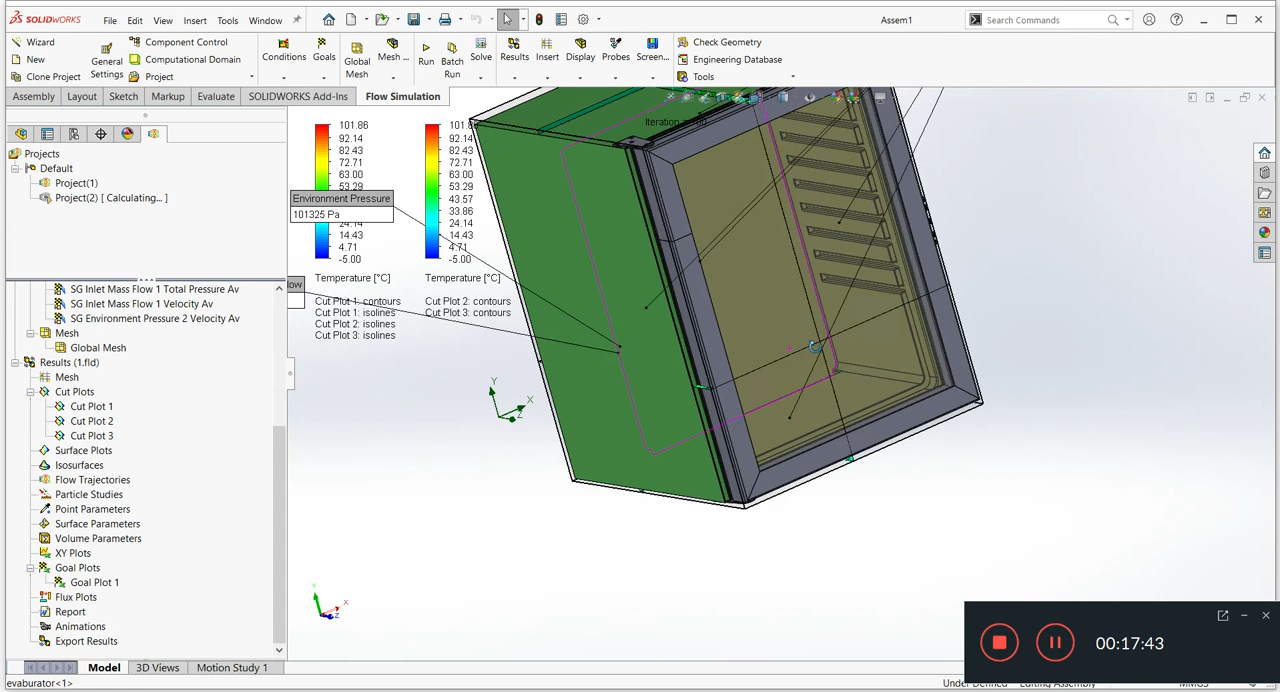 SOLIDWORKS File Edit View Insert Tools Window Assem1 Search Commands
Wizard
New
Clone Project
General Settings
Component Control
Computational Domain
Project
Conditions
Goals
Global Mesh
Mesh ...
Run
Batch Run
Solve
Results
Insert
Display
Probes
Screen...
Check Geometry
Engineering Database
Tools
Assembly Layout Sketch Markup Evaluate SOLIDWORKS Add-Ins Flow Simulation
Projects
Default
Project(1)
Project(2) [ Calculating... ]
SG Inlet Mass Flow 1 Total Pressure Av
SG Inlet Mass Flow 1 Velocity Av
SG Environment Pressure 2 Velocity Av
Mesh
Global Mesh
Results (1.fld)
Mesh
Cut Plots
Cut Plot 1
Cut Plot 2
Cut Plot 3
Surface Plots
Isosurfaces
Flow Trajectories
Particle Studies
Point Parameters
Surface Parameters
Volume Parameters
XY Plots
Goal Plots
Goal Plot 1
Flux Plots
Report
Animations
Export Results
101.86
92.14
82.43
72.71
63.00
53.29
24.14
14.43
4.71
-5.00
Temperature [°C]
Cut Plot 1: contours
Cut Plot 1: isolines
Cut Plot 2: isolines
Cut Plot 3: isolines
92.14
82.43
72.71
63.00
53.29
43.57
33.86
24.14
14.43
4.71
-5.00
Temperature [°C]
Cut Plot 2: contours
Cut Plot 3: contours
Environment Pressure
101325 Pa
Y
X
Z
Y
X
Z
00:17:43
Model 3D Views Motion Study 1
evaburator<1> Under Defined Editing Assembly MMGS